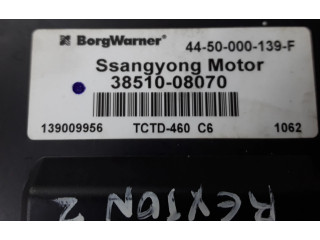 BorgWarner 44-50-000-139-F
Ssangyong Motor
38510-08070
139009956 TCTD-460 C6 1062
REXTON 2